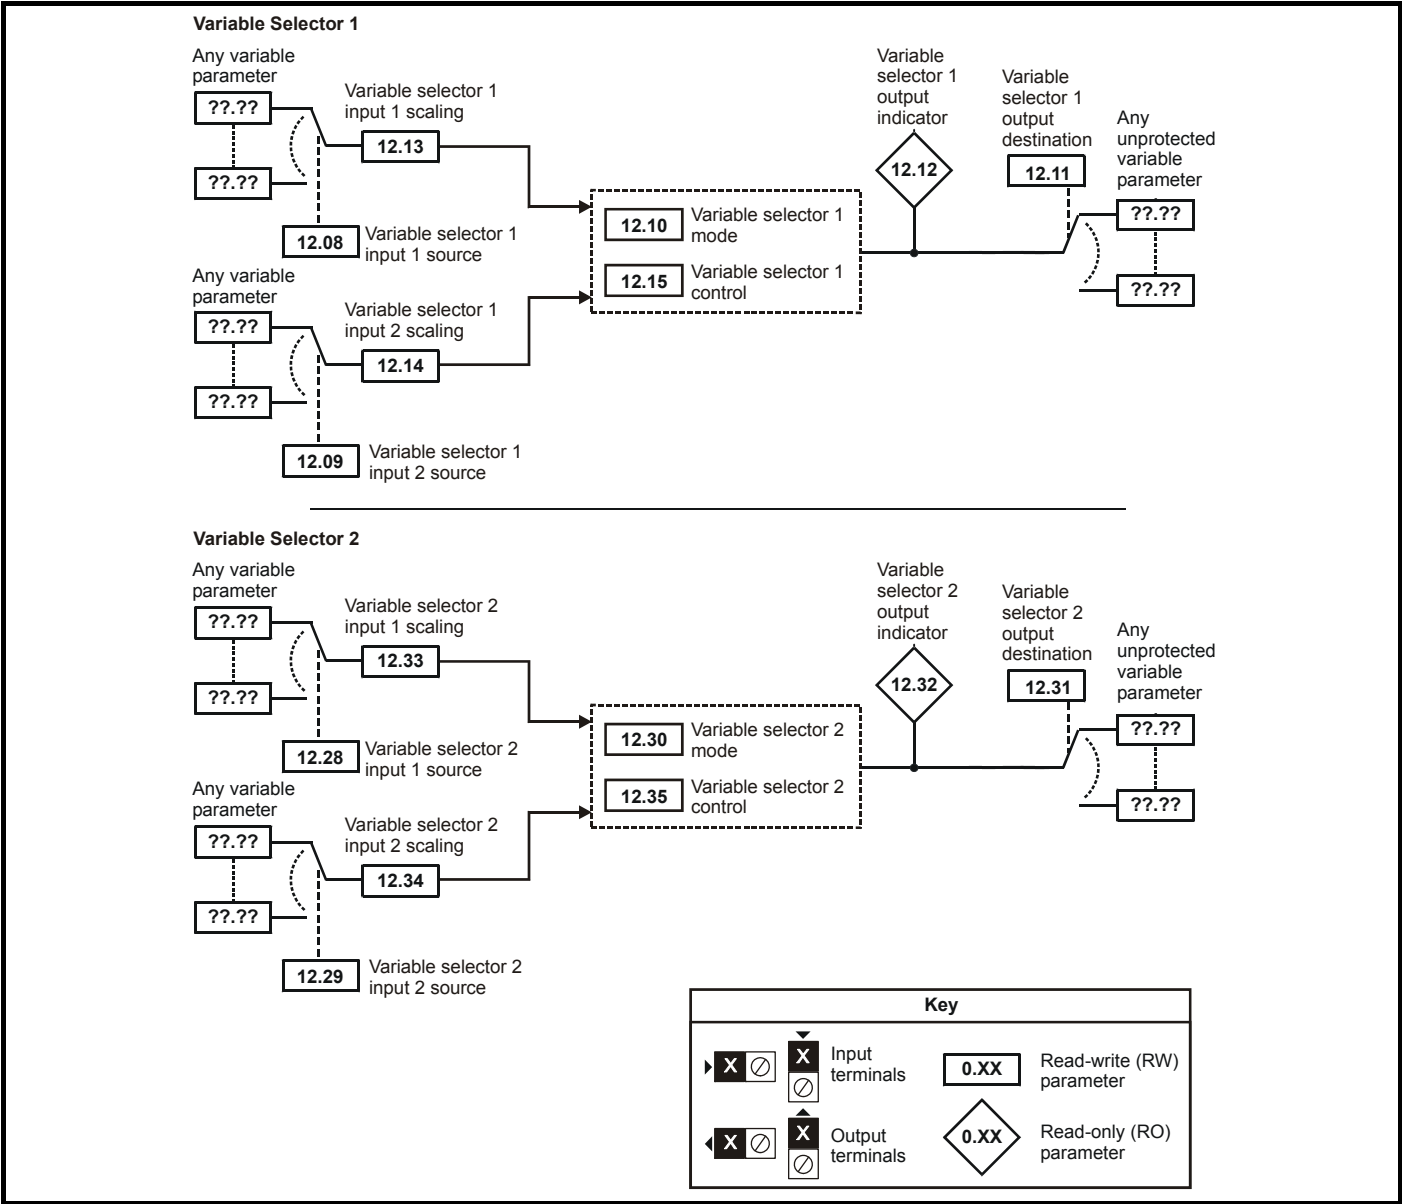 Variable Selector 1
Any variable
parameter
??.??
??.??
Variable selector 1
input 1 scaling
12.13
12.08
Variable selector 1
input 1 source
Any variable
parameter
??.??
??.??
Variable selector 1
input 2 scaling
12.14
12.09
Variable selector 1
input 2 source
12.10
Variable selector 1
mode
12.15
Variable selector 1
control
Variable
selector 1
output
indicator
12.12
Variable
selector 1
output
destination
12.11
Any
unprotected
variable
parameter
??.??
??.??
Variable Selector 2
Any variable
parameter
??.??
??.??
Variable selector 2
input 1 scaling
12.33
12.28
Variable selector 2
input 1 source
Any variable
parameter
??.??
??.??
Variable selector 2
input 2 scaling
12.34
12.29
Variable selector 2
input 2 source
12.30
Variable selector 2
mode
12.35
Variable selector 2
control
Variable
selector 2
output
indicator
12.32
Variable
selector 2
output
destination
12.31
Any
unprotected
variable
parameter
??.??
??.??
Key
X
X
Input
terminals
0.XX
Read-write (RW)
parameter
X
X
Output
terminals
0.XX
Read-only (RO)
parameter